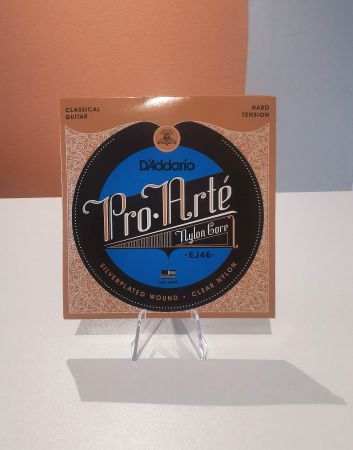 CLASSICAL
GUITAR
HARD
TENSION
D'Addario
Pro·Arté
Nylon Core
·EJ46·
SILVERPLATED WOUND · CLEAR NYLON